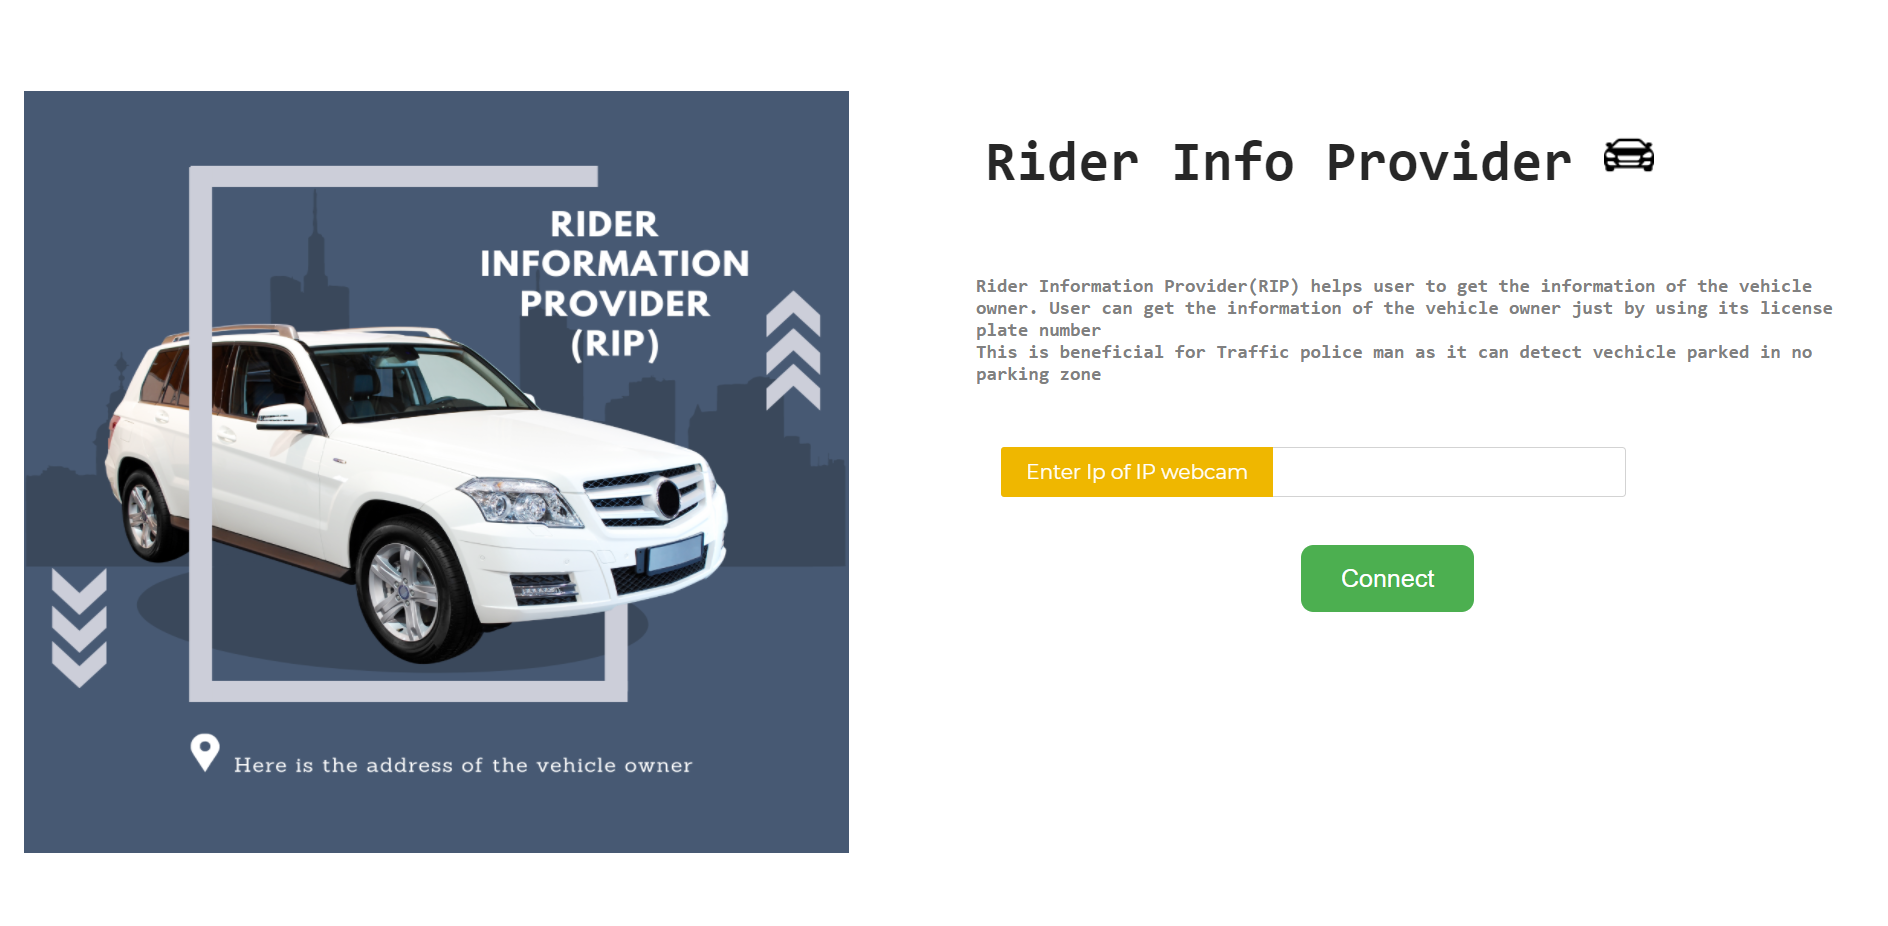 RIDER
INFORMATION
PROVIDER
(RIP)
Here is the address of the vehicle owner
Rider Info Provider
Rider Information Provider(RIP) helps user to get the information of the vehicle
owner. User can get the information of the vehicle owner just by using its license
plate number
This is beneficial for Traffic police man as it can detect vechicle parked in no
parking zone
Enter Ip of IP webcam
Connect